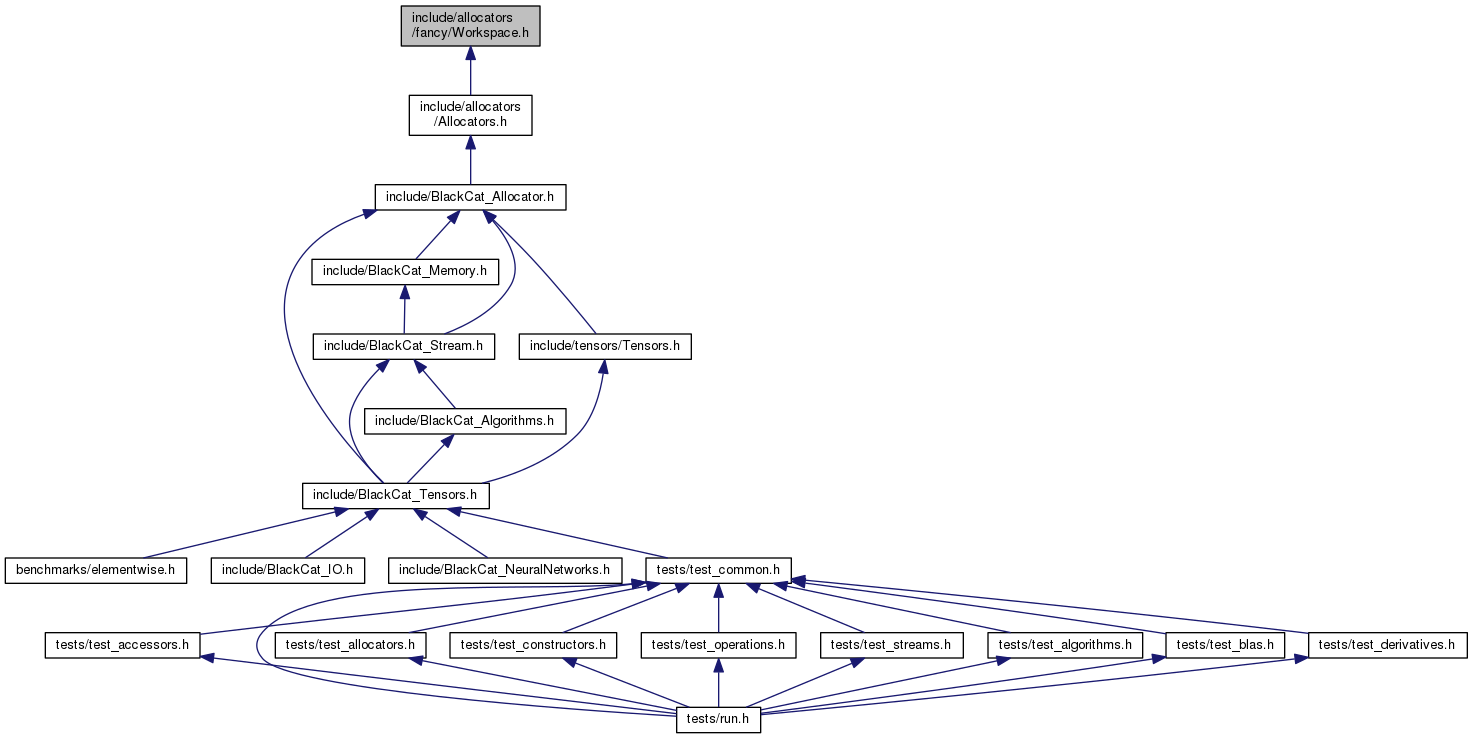 include/allocators
/fancy/Workspace.h
include/allocators
/Allocators.h
include/BlackCat_Allocator.h
include/BlackCat_Memory.h
include/BlackCat_Stream.h
include/tensors/Tensors.h
include/BlackCat_Algorithms.h
include/BlackCat_Tensors.h
benchmarks/elementwise.h
include/BlackCat_IO.h
include/BlackCat_NeuralNetworks.h
tests/test_common.h
tests/test_accessors.h
tests/test_allocators.h
tests/test_constructors.h
tests/test_operations.h
tests/test_streams.h
tests/test_algorithms.h
tests/test_blas.h
tests/test_derivatives.h
tests/run.h